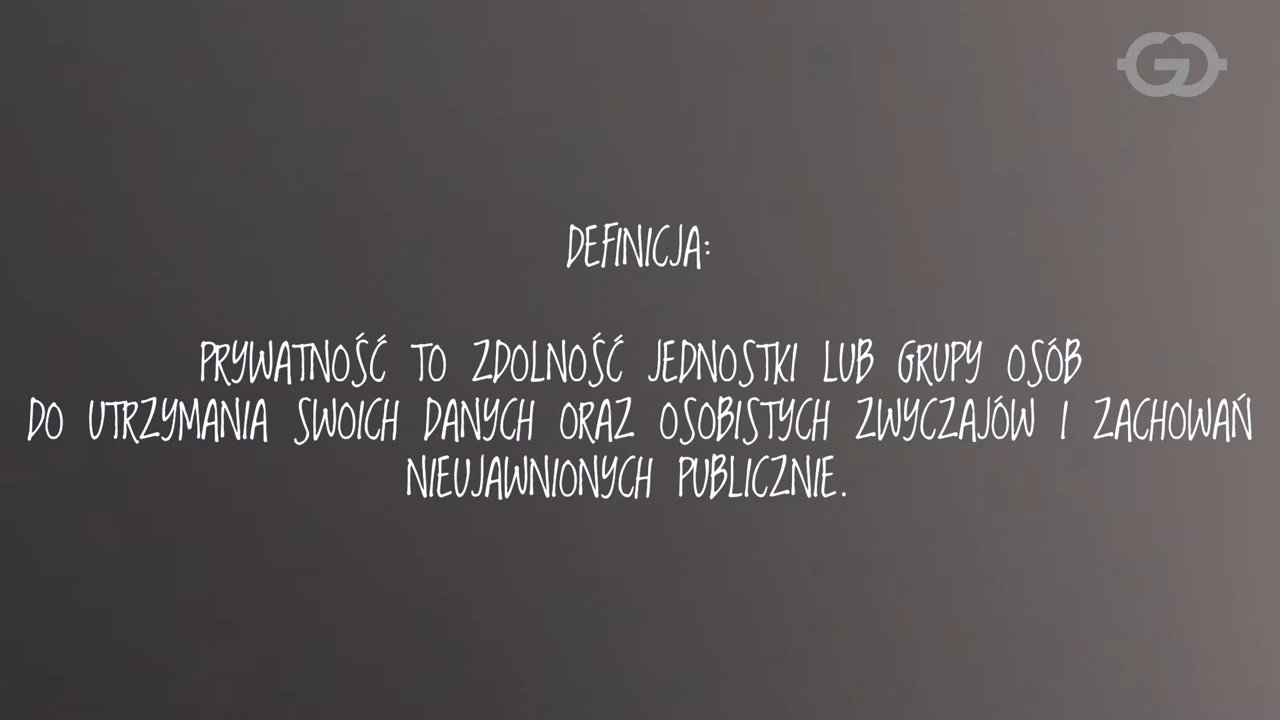 DEFINICJA:
PRYWATNOŚĆ TO ZDOLNOŚĆ JEDNOSTKI LUB GRUPY OSÓB
DO UTRZYMANIA SWOICH DANYCH ORAZ OSOBISTYCH ZWYCZAJÓW I ZACHOWAŃ
NIEUJAWNIONYCH PUBLICZNIE.